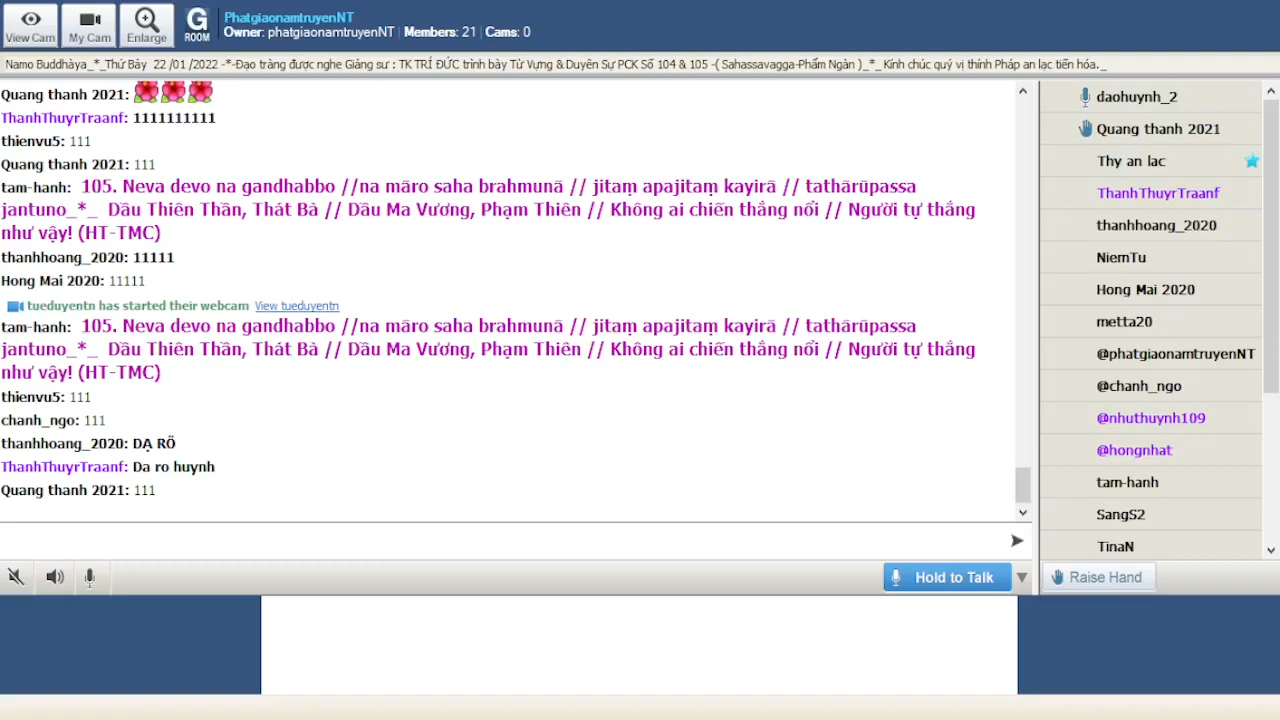 View Cam
My Cam
Enlarge
G
ROOM
PhatgiaonamtruyenNT
Owner: phatgiaonamtruyenNT | Members: 21 | Cams: 0
Namo Buddhàya_*_Thứ Bảy 22 /01 /2022 -*-Đạo tràng được nghe Giảng sư : TK TRÍ ĐỨC trình bày Từ Vựng & Duyên Sự PCK Số 104 & 105 -( Sahassavagga-Phẩm Ngàn )_*_ Kính chúc quý vị thính Pháp an lạc tiến hóa._
Quang thanh 2021:
ThanhThuyrTraanf: 1111111111
thienvu5: 111
Quang thanh 2021: 111
tam-hanh: 105. Neva devo na gandhabbo //na māro saha brahmunā // jitaṃ apajitaṃ kayirā // tathārūpassa
jantuno_*_ Dầu Thiên Thần, Thát Bà // Dầu Ma Vương, Phạm Thiên // Không ai chiến thắng nổi // Người tự thắng
như vậy! (HT-TMC)
thanhhoang_2020: 11111
Hong Mai 2020: 11111
tueduyentn has started their webcam View tueduyentn
tam-hanh: 105. Neva devo na gandhabbo //na māro saha brahmunā // jitaṃ apajitaṃ kayirā // tathārūpassa
jantuno_*_ Dầu Thiên Thần, Thát Bà // Dầu Ma Vương, Phạm Thiên // Không ai chiến thắng nổi // Người tự thắng
như vậy! (HT-TMC)
thienvu5: 111
chanh_ngo: 111
thanhhoang_2020: DẠ RÕ
ThanhThuyrTraanf: Da ro huynh
Quang thanh 2021: 111
Hold to Talk
daohuynh_2
Quang thanh 2021
Thy an lac
ThanhThuyrTraanf
thanhhoang_2020
NiemTu
Hong Mai 2020
metta20
@phatgiaonamtruyenNT
@chanh_ngo
@nhuthuynh109
@hongnhat
tam-hanh
SangS2
TinaN
Raise Hand